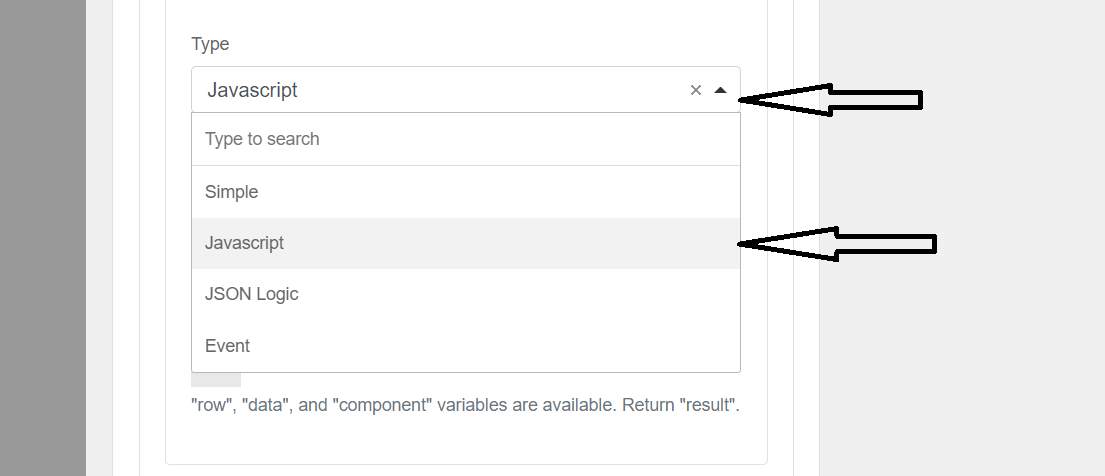 Type
Javascript
Type to search
Simple
Javascript
JSON Logic
Event
"row", "data", and "component" variables are available. Return "result".